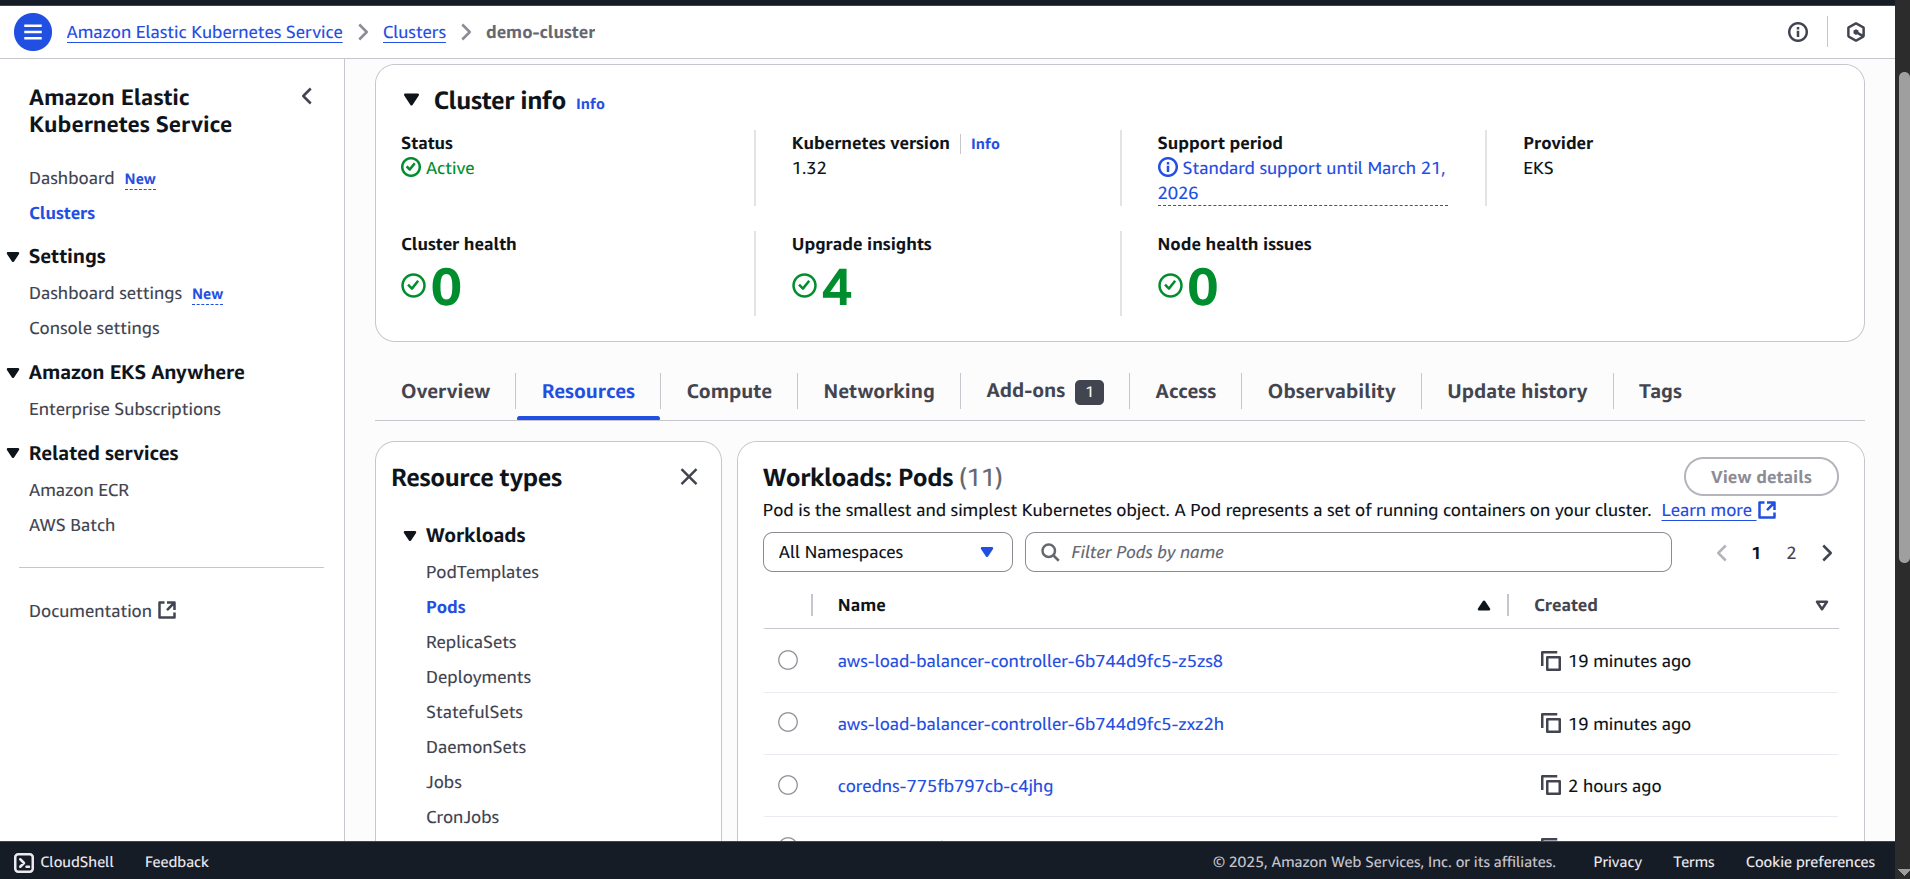 Amazon Elastic Kubernetes Service
Clusters
demo-cluster
Amazon Elastic
Kubernetes Service
Dashboard New
Clusters
Settings
Dashboard settings New
Console settings
Amazon EKS Anywhere
Enterprise Subscriptions
Related services
Amazon ECR
AWS Batch
Documentation
Cluster info Info
Status
Active
Kubernetes version Info
1.32
Support period
Standard support until March 21,
2026
Provider
EKS
Cluster health
0
Upgrade insights
4
Node health issues
0
Overview
Resources
Compute
Networking
Add-ons 1
Access
Observability
Update history
Tags
Resource types
Workloads
PodTemplates
Pods
ReplicaSets
Deployments
StatefulSets
DaemonSets
Jobs
CronJobs
Workloads: Pods (11)
View details
Pod is the smallest and simplest Kubernetes object. A Pod represents a set of running containers on your cluster. Learn more
All Namespaces
Filter Pods by name
1 2
Name Created
aws-load-balancer-controller-6b744d9fc5-z5zs8 19 minutes ago
aws-load-balancer-controller-6b744d9fc5-zxz2h 19 minutes ago
coredns-775fb797cb-c4jhg 2 hours ago
CloudShell Feedback © 2025, Amazon Web Services, Inc. or its affiliates. Privacy Terms Cookie preferences